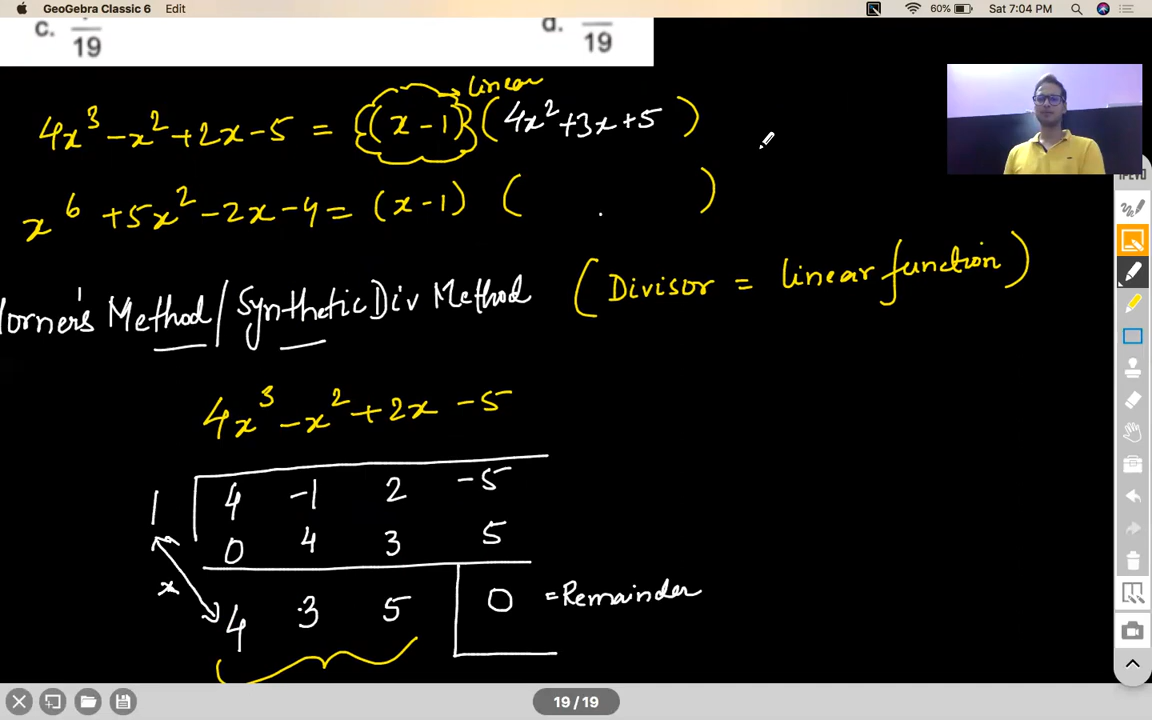 GeoGebra Classic 6 Edit 60% Sat 7:04 PM
c. 19 d. 19
linear
4x³ - x² + 2x - 5 = (x - 1) (4x² + 3x + 5)
x⁶ + 5x² - 2x - 4 = (x - 1) ( . )
(Divisor = linear function)
orner's Method / Synthetic Div Method
4x³ - x² + 2x - 5
1 4 -1 2 -5
0 4 3 5
x
4 3 5 0 = Remainder
19 / 19